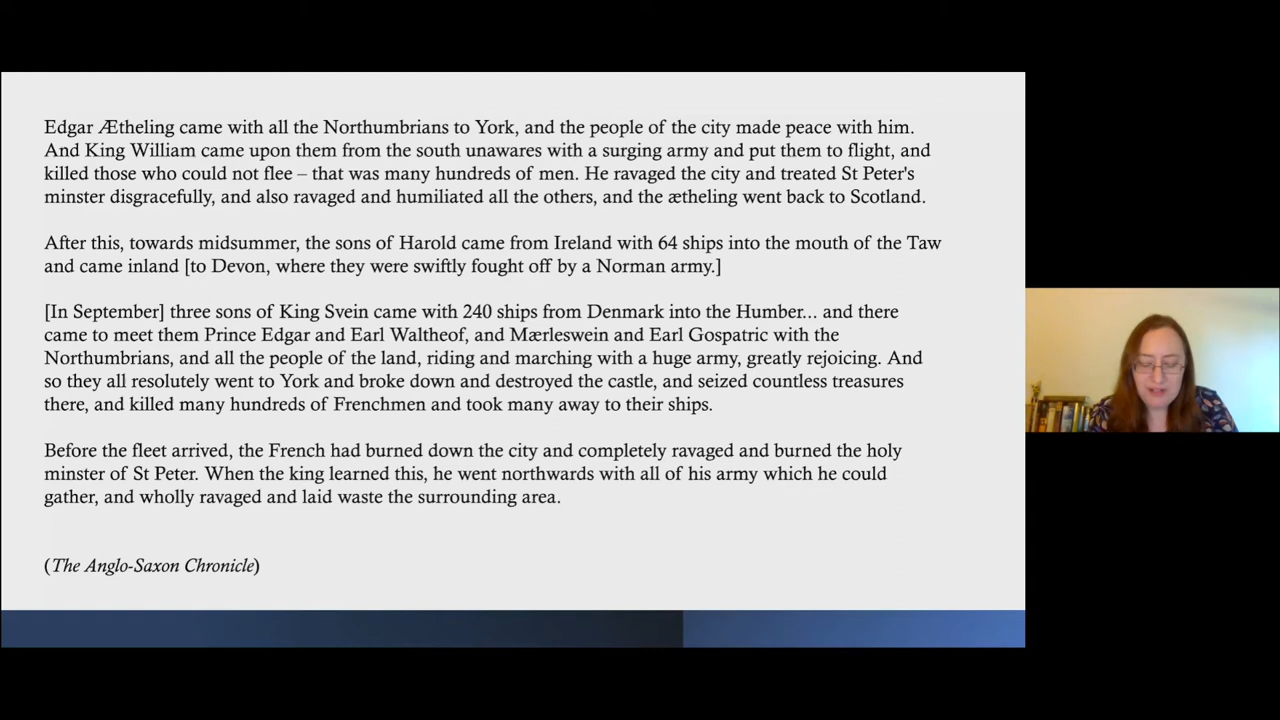 Edgar Ætheling came with all the Northumbrians to York, and the people of the city made peace with him.
And King William came upon them from the south unawares with a surging army and put them to flight, and
killed those who could not flee – that was many hundreds of men. He ravaged the city and treated St Peter's
minster disgracefully, and also ravaged and humiliated all the others, and the ætheling went back to Scotland.
After this, towards midsummer, the sons of Harold came from Ireland with 64 ships into the mouth of the Taw
and came inland [to Devon, where they were swiftly fought off by a Norman army.]
[In September] three sons of King Svein came with 240 ships from Denmark into the Humber... and there
came to meet them Prince Edgar and Earl Waltheof, and Mærleswein and Earl Gospatric with the
Northumbrians, and all the people of the land, riding and marching with a huge army, greatly rejoicing. And
so they all resolutely went to York and broke down and destroyed the castle, and seized countless treasures
there, and killed many hundreds of Frenchmen and took many away to their ships.
Before the fleet arrived, the French had burned down the city and completely ravaged and burned the holy
minster of St Peter. When the king learned this, he went northwards with all of his army which he could
gather, and wholly ravaged and laid waste the surrounding area.
(The Anglo-Saxon Chronicle)